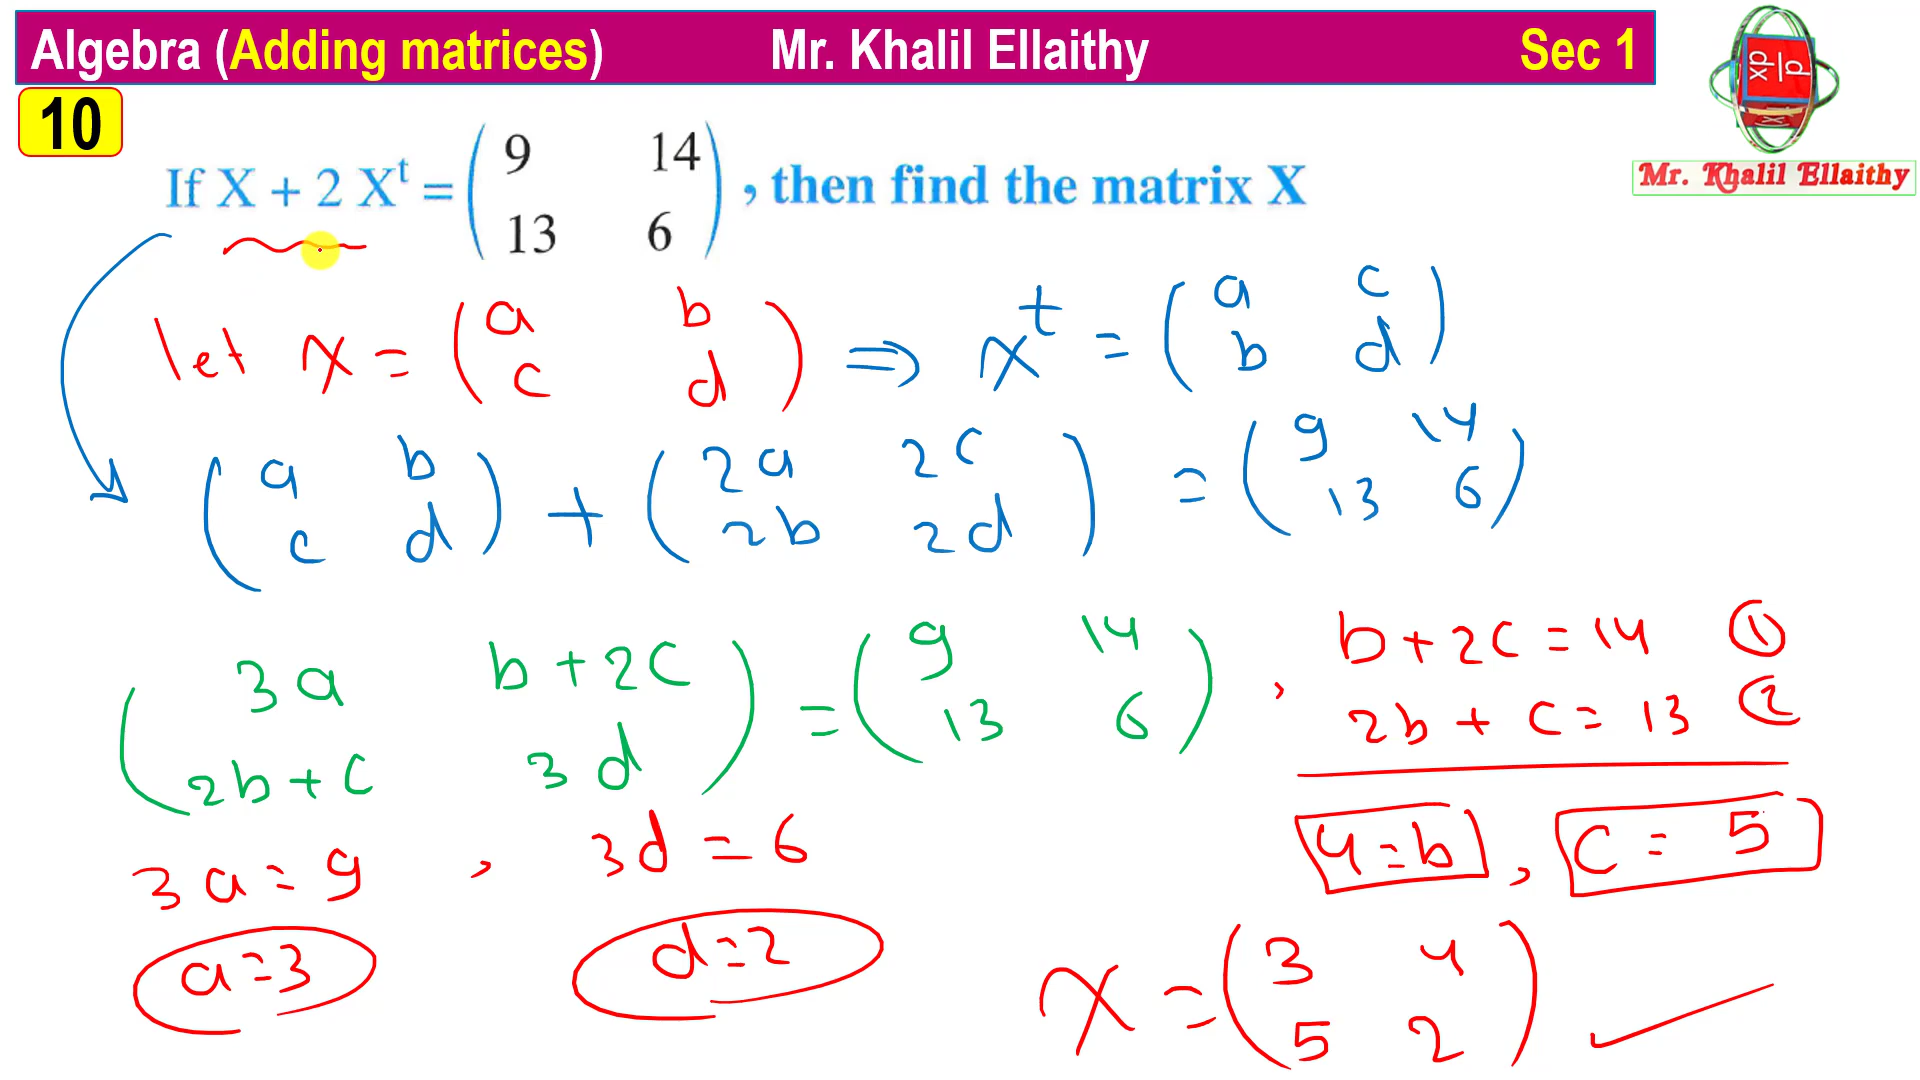 Algebra (Adding matrices) Mr. Khalil Ellaithy Sec 1
d
dx
Mr. Khalil Ellaithy
10
If X + 2 Xᵗ = ( 9 14 ) , then find the matrix X
( 13 6 )
let x = ( a b ) ⇒ xᵗ = ( a c )
( c d ) ( b d )
( a b ) + ( 2a 2c ) = ( 9 14 )
( c d ) ( 2b 2d ) ( 13 6 )
( 3a b + 2c ) = ( 9 14 ) , b + 2c = 14 ①
( 2b + c 3d ) ( 13 6 ) 2b + c = 13 ②
3a = 9 , 3d = 6 4 = b , c = 5
a = 3 d = 2
x = ( 3 4 )
( 5 2 )